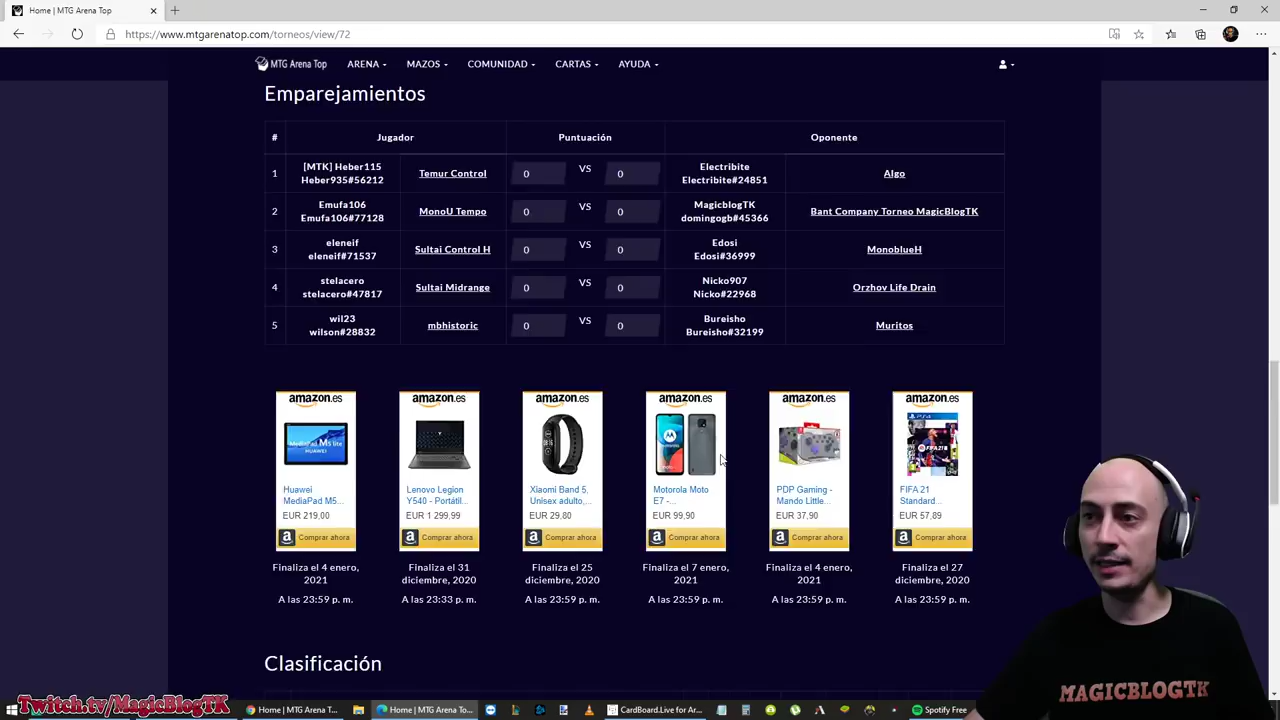 Home | MTG Arena Top
https://www.mtgarenatop.com/torneos/view/72
MTG Arena Top
ARENA
MAZOS
COMUNIDAD
CARTAS
AYUDA
Emparejamientos
# Jugador Puntuación Oponente
1 [MTK] Heber115 Heber935#56212 Temur Control 0 VS 0 Electribite Electribite#24851 Algo
2 Emufa106 Emufa106#77128 MonoU Tempo 0 VS 0 MagicblogTK domingogb#45366 Bant Company Torneo MagicBlogTK
3 eleneif eleneif#71537 Sultai Control H 0 VS 0 Edosi Edosi#36999 MonoblueH
4 stelacero stelacero#47817 Sultai Midrange 0 VS 0 Nicko907 Nicko#22968 Orzhov Life Drain
5 wil23 wilson#28832 mbhistoric 0 VS 0 Bureisho Bureisho#32199 Muritos
amazon.es amazon.es amazon.es amazon.es amazon.es amazon.es
MediaPad M5 lite
HUAWEI
08:16
FIFA 21
Huawei MediaPad M5...
Lenovo Legion Y540 - Portátil...
Xiaomi Band 5, Unisex adulto,...
Motorola Moto E7 -...
PDP Gaming - Mando Little...
FIFA 21 Standard...
EUR 219,00 EUR 1 299,99 EUR 29,80 EUR 99,90 EUR 37,90 EUR 57,89
Comprar ahora Comprar ahora Comprar ahora Comprar ahora Comprar ahora Comprar ahora
Finaliza el 4 enero, 2021
Finaliza el 31 diciembre, 2020
Finaliza el 25 diciembre, 2020
Finaliza el 7 enero, 2021
Finaliza el 4 enero, 2021
Finaliza el 27 diciembre, 2020
A las 23:59 p. m. A las 23:33 p. m. A las 23:59 p. m. A las 23:59 p. m. A las 23:59 p. m. A las 23:59 p. m.
Clasificación
MAGICBLOGTK
Twitch.tv/MagicBlogTK
Home | MTG Arena T...
Home | MTG Arena To...
CardBoard.Live for Ar...
Spotify Free